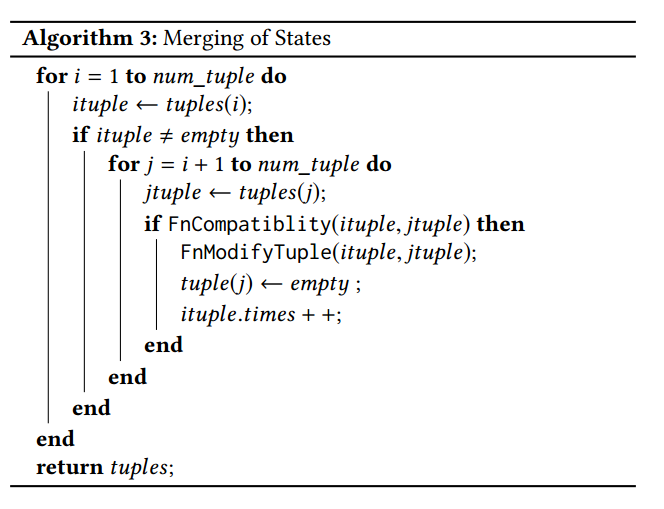 Algorithm 3: Merging of States
for i = 1 to num_tuple do
ituple ← tuples(i);
if ituple ≠ empty then
for j = i + 1 to num_tuple do
jtuple ← tuples(j);
if FnCompatiblity(ituple, jtuple) then
FnModifyTuple(ituple, jtuple);
tuple(j) ← empty ;
ituple.times + +;
end
end
end
end
return tuples;